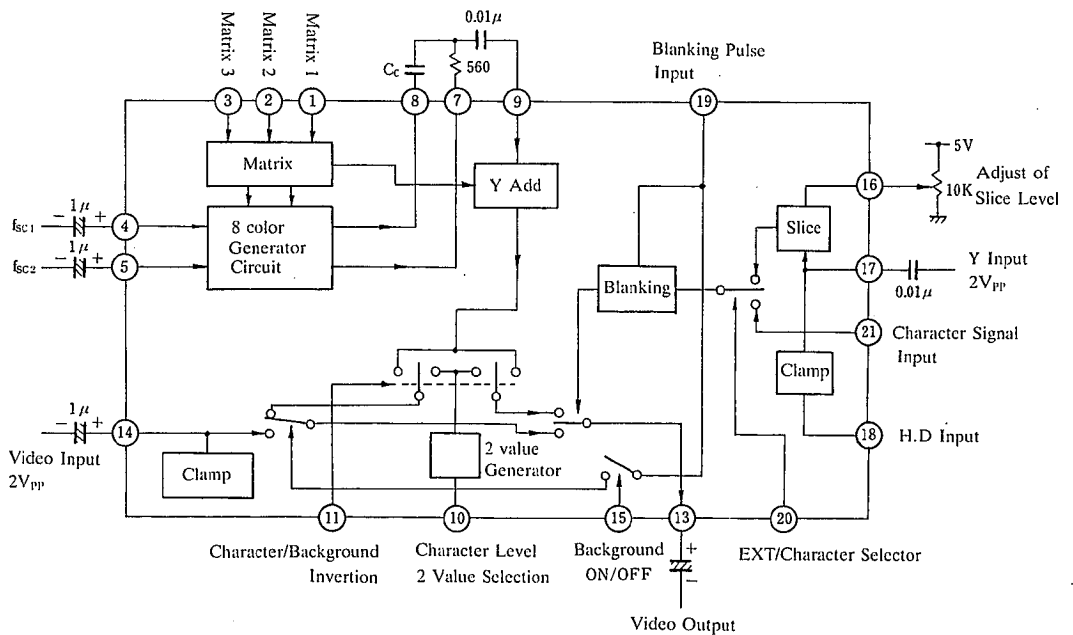 Matrix 3
Matrix 2
Matrix 1
0.01μ
Cc
560
Blanking Pulse
Input
3
2
1
8
7
9
19
Matrix
Y Add
5V
16
10K
Adjust of
Slice Level
1μ
− +
fSC1
4
8 color
Generator
Circuit
Slice
1μ
− +
fSC2
5
17
Y Input
2VPP
0.01μ
Blanking
21
Character Signal
Input
Clamp
1μ
− +
14
Video Input
2VPP
Clamp
2 value
Generator
18
H.D Input
11
10
15
13
20
Character/Background
Invertion
Character Level
2 Value Selection
Background
ON/OFF
EXT/Character Selector
+
−
Video Output